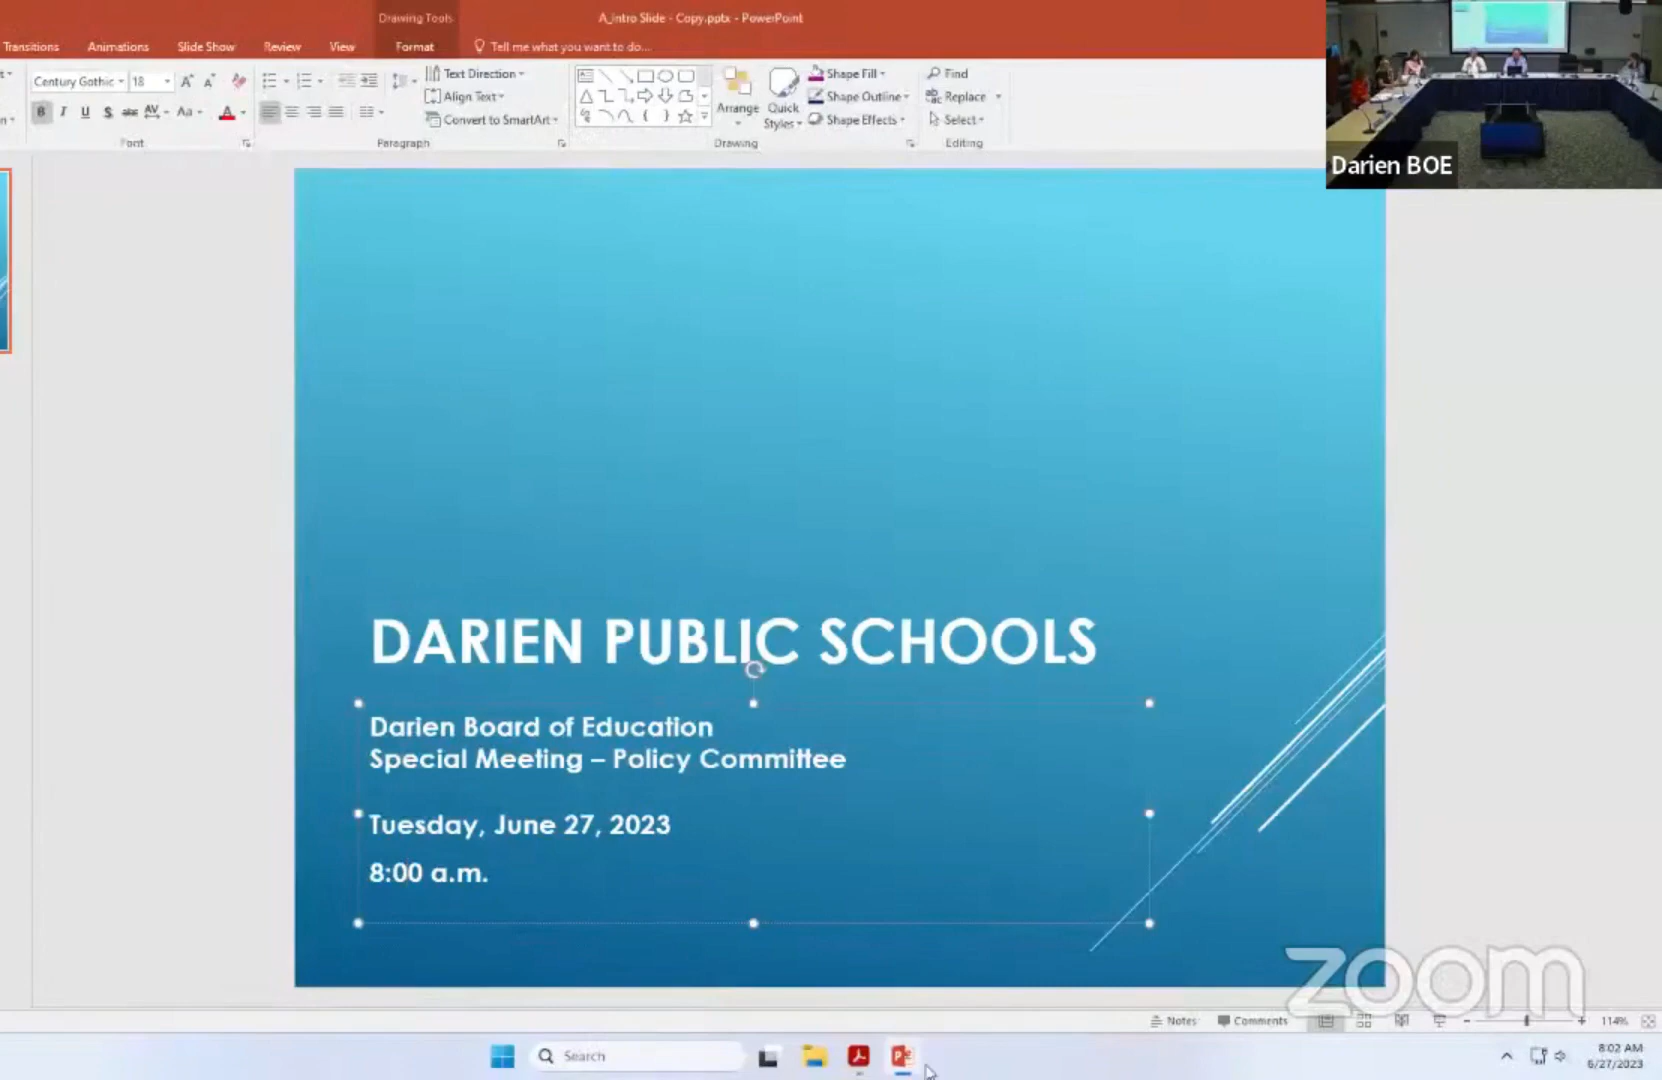 Drawing Tools
A_Intro Slide - Copy.pptx - PowerPoint
Transitions Animations Slide Show Review View Format Tell me what you want to do...
Century Gothic 18
Text Direction
Align Text
Convert to SmartArt
Arrange
Quick Styles
Shape Fill
Shape Outline
Shape Effects
Find
Replace
Select
Font Paragraph Drawing Editing
Darien BOE
DARIEN PUBLIC SCHOOLS
Darien Board of Education
Special Meeting – Policy Committee
Tuesday, June 27, 2023
8:00 a.m.
zoom
Notes Comments 114%
Search
8:02 AM
6/27/2023